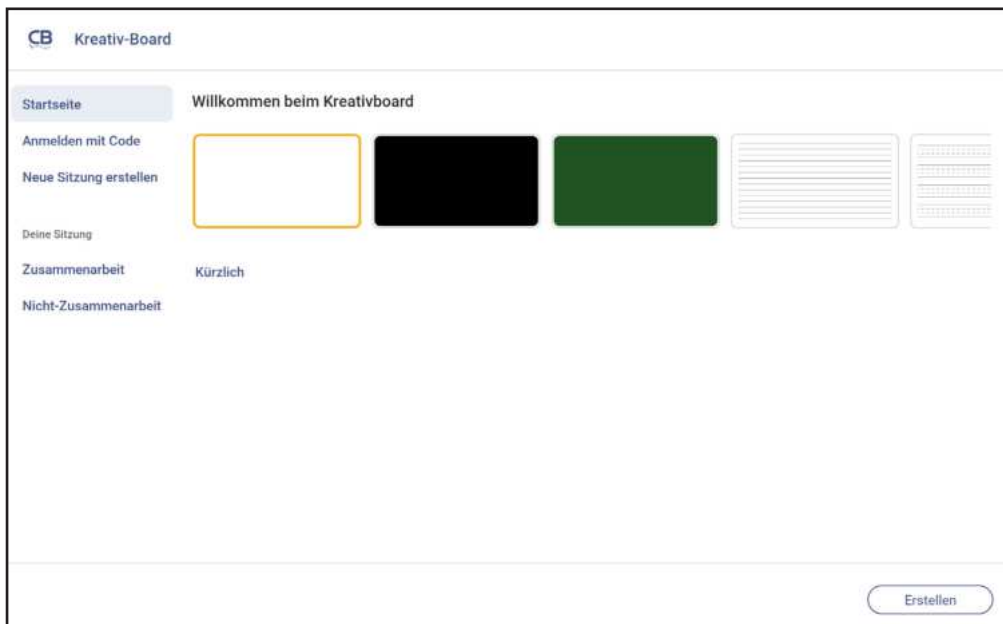 CB Kreativ-Board
Startseite
Anmelden mit Code
Neue Sitzung erstellen
Deine Sitzung
Zusammenarbeit
Nicht-Zusammenarbeit
Willkommen beim Kreativboard
Kürzlich
Erstellen